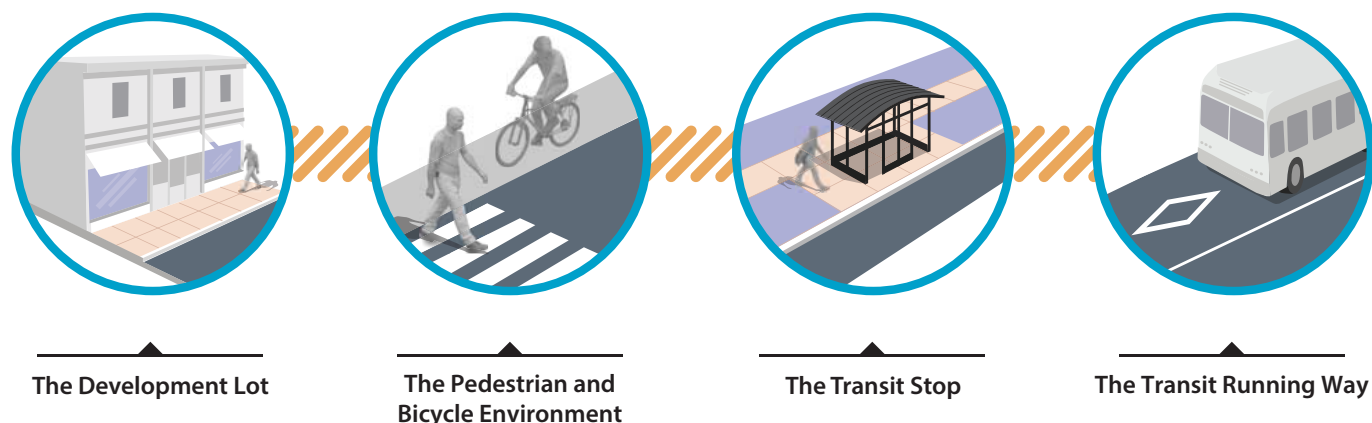 The Development Lot
The Pedestrian and
Bicycle Environment
The Transit Stop
The Transit Running Way